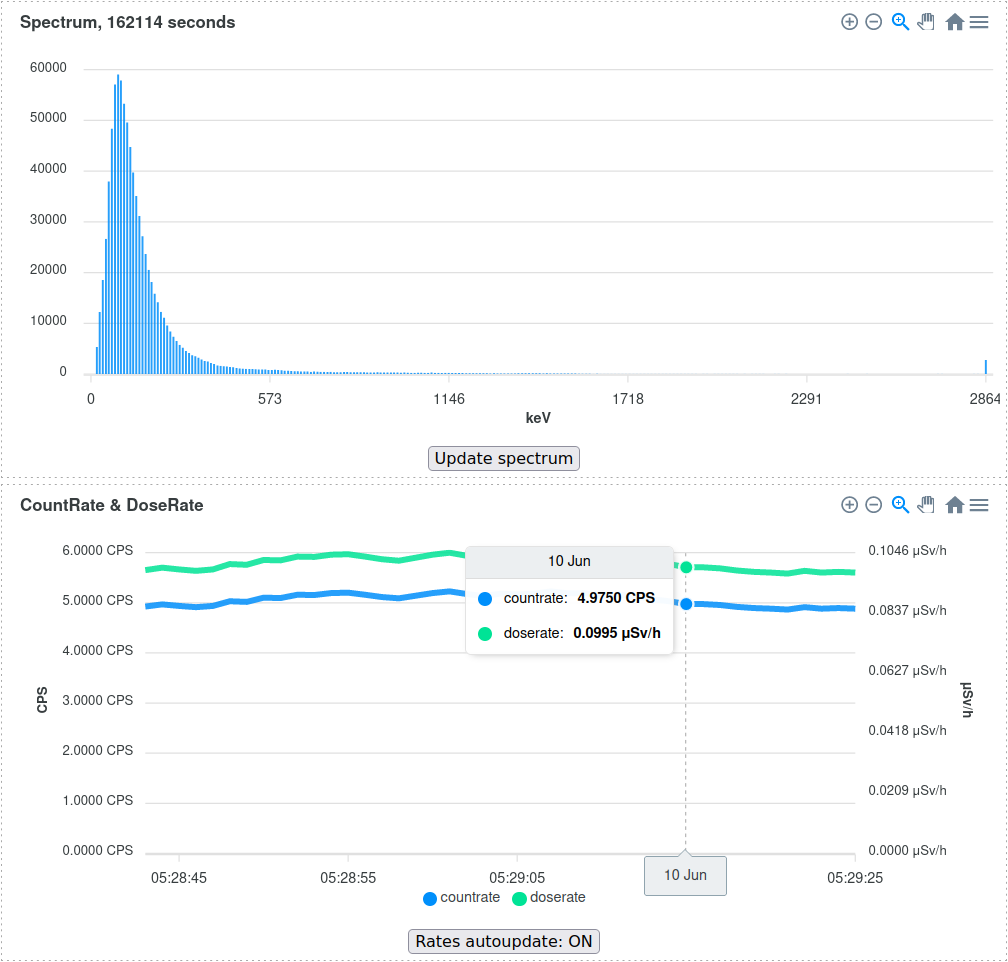 Spectrum, 162114 seconds
60000
50000
40000
30000
20000
10000
0
0 573 1146 1718 2291 2864
keV
Update spectrum
CountRate & DoseRate
6.0000 CPS
5.0000 CPS
4.0000 CPS
3.0000 CPS
2.0000 CPS
1.0000 CPS
0.0000 CPS
CPS
10 Jun
countrate: 4.9750 CPS
doserate: 0.0995 μSv/h
0.1046 μSv/h
0.0837 μSv/h
0.0627 μSv/h
0.0418 μSv/h
0.0209 μSv/h
0.0000 μSv/h
μSv/h
05:28:45 05:28:55 05:29:05 10 Jun 05:29:25
countrate doserate
Rates autoupdate: ON